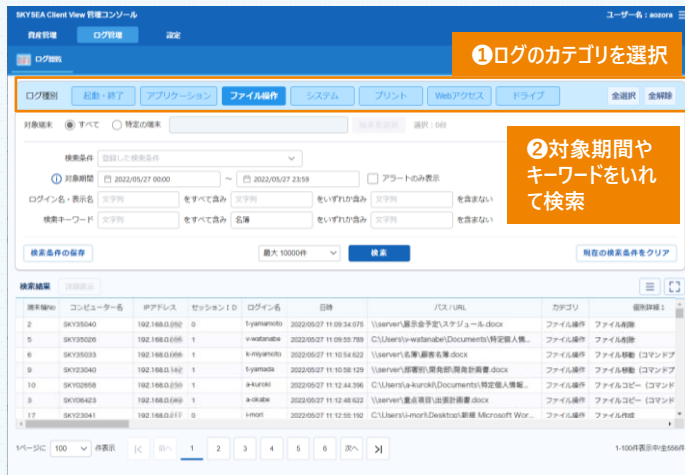 SKYSEA Client View 管理コンソール
ユーザー名：aozora
資産管理 ログ管理 設定
ログ閲覧
❶ログのカテゴリを選択
ログ種別 起動・終了 アプリケーション ファイル操作 システム プリント Webアクセス ドライブ 全選択 全解除
対象端末 すべて 特定の端末 選択：0台
❷対象期間や
キーワードをいれ
て検索
検索条件 登録した検索条件
対象期間 2022/05/27 00:00 ～ 2022/05/27 23:59 アラートのみ表示
ログイン名・表示名 文字列 をすべて含み 文字列 をいずれか含み 文字列 を含まない
検索キーワード 文字列 をすべて含み 名簿 をいずれか含み 文字列 を含まない
検索条件の保存 最大 10000件 検索 現在の検索条件をクリア
検索結果 詳細表示
端末機No コンピューター名 IPアドレス セッションＩＤ ログイン名 日時 パス / URL カテゴリ 個別詳細１
2 SKY35040 192.168.0. 0 t-yamamoto 2022/05/27 11:09:34:075 \\server\展示会予定\スケジュール.docx ファイル操作 ファイル削除
5 SKY35026 192.168.0. 1 v-watanabe 2022/05/27 11:09:55:789 C:\Users\v-watanabe\Documents\特定個人情... ファイル操作 ファイル削除
6 SKY35033 192.168.0. 1 k-miyamoto 2022/05/27 11:10:54:622 \\server\名簿\顧客名簿.docx ファイル操作 ファイル移動（コマンドプ
9 SKY23040 192.168.0. 1 t-yamada 2022/05/27 11:10:58:129 \\server\部署別\開発部\開発計画書.docx ファイル操作 ファイル移動（コマンドプ
10 SKY02658 192.168.0. 1 a-kuroki 2022/05/27 11:12:44:396 C:\Users\a-kuroki\Documents\特定個人情報... ファイル操作 ファイルコピー（コマンド
3 SKY06423 192.168.0. 1 a-okabe 2022/05/27 11:12:48:622 \\server\重点項目\出張計画書.docx ファイル操作 ファイルコピー（コマンド
17 SKY23041 192.168.0. 1 i-mori 2022/05/27 11:12:55:192 C:\Users\i-mori\Desktop\新規 Microsoft Wor... ファイル操作 ファイル作成
1ページに 100 件表示 前へ 1 2 3 4 5 6 次へ 1-100件表示中/全556件